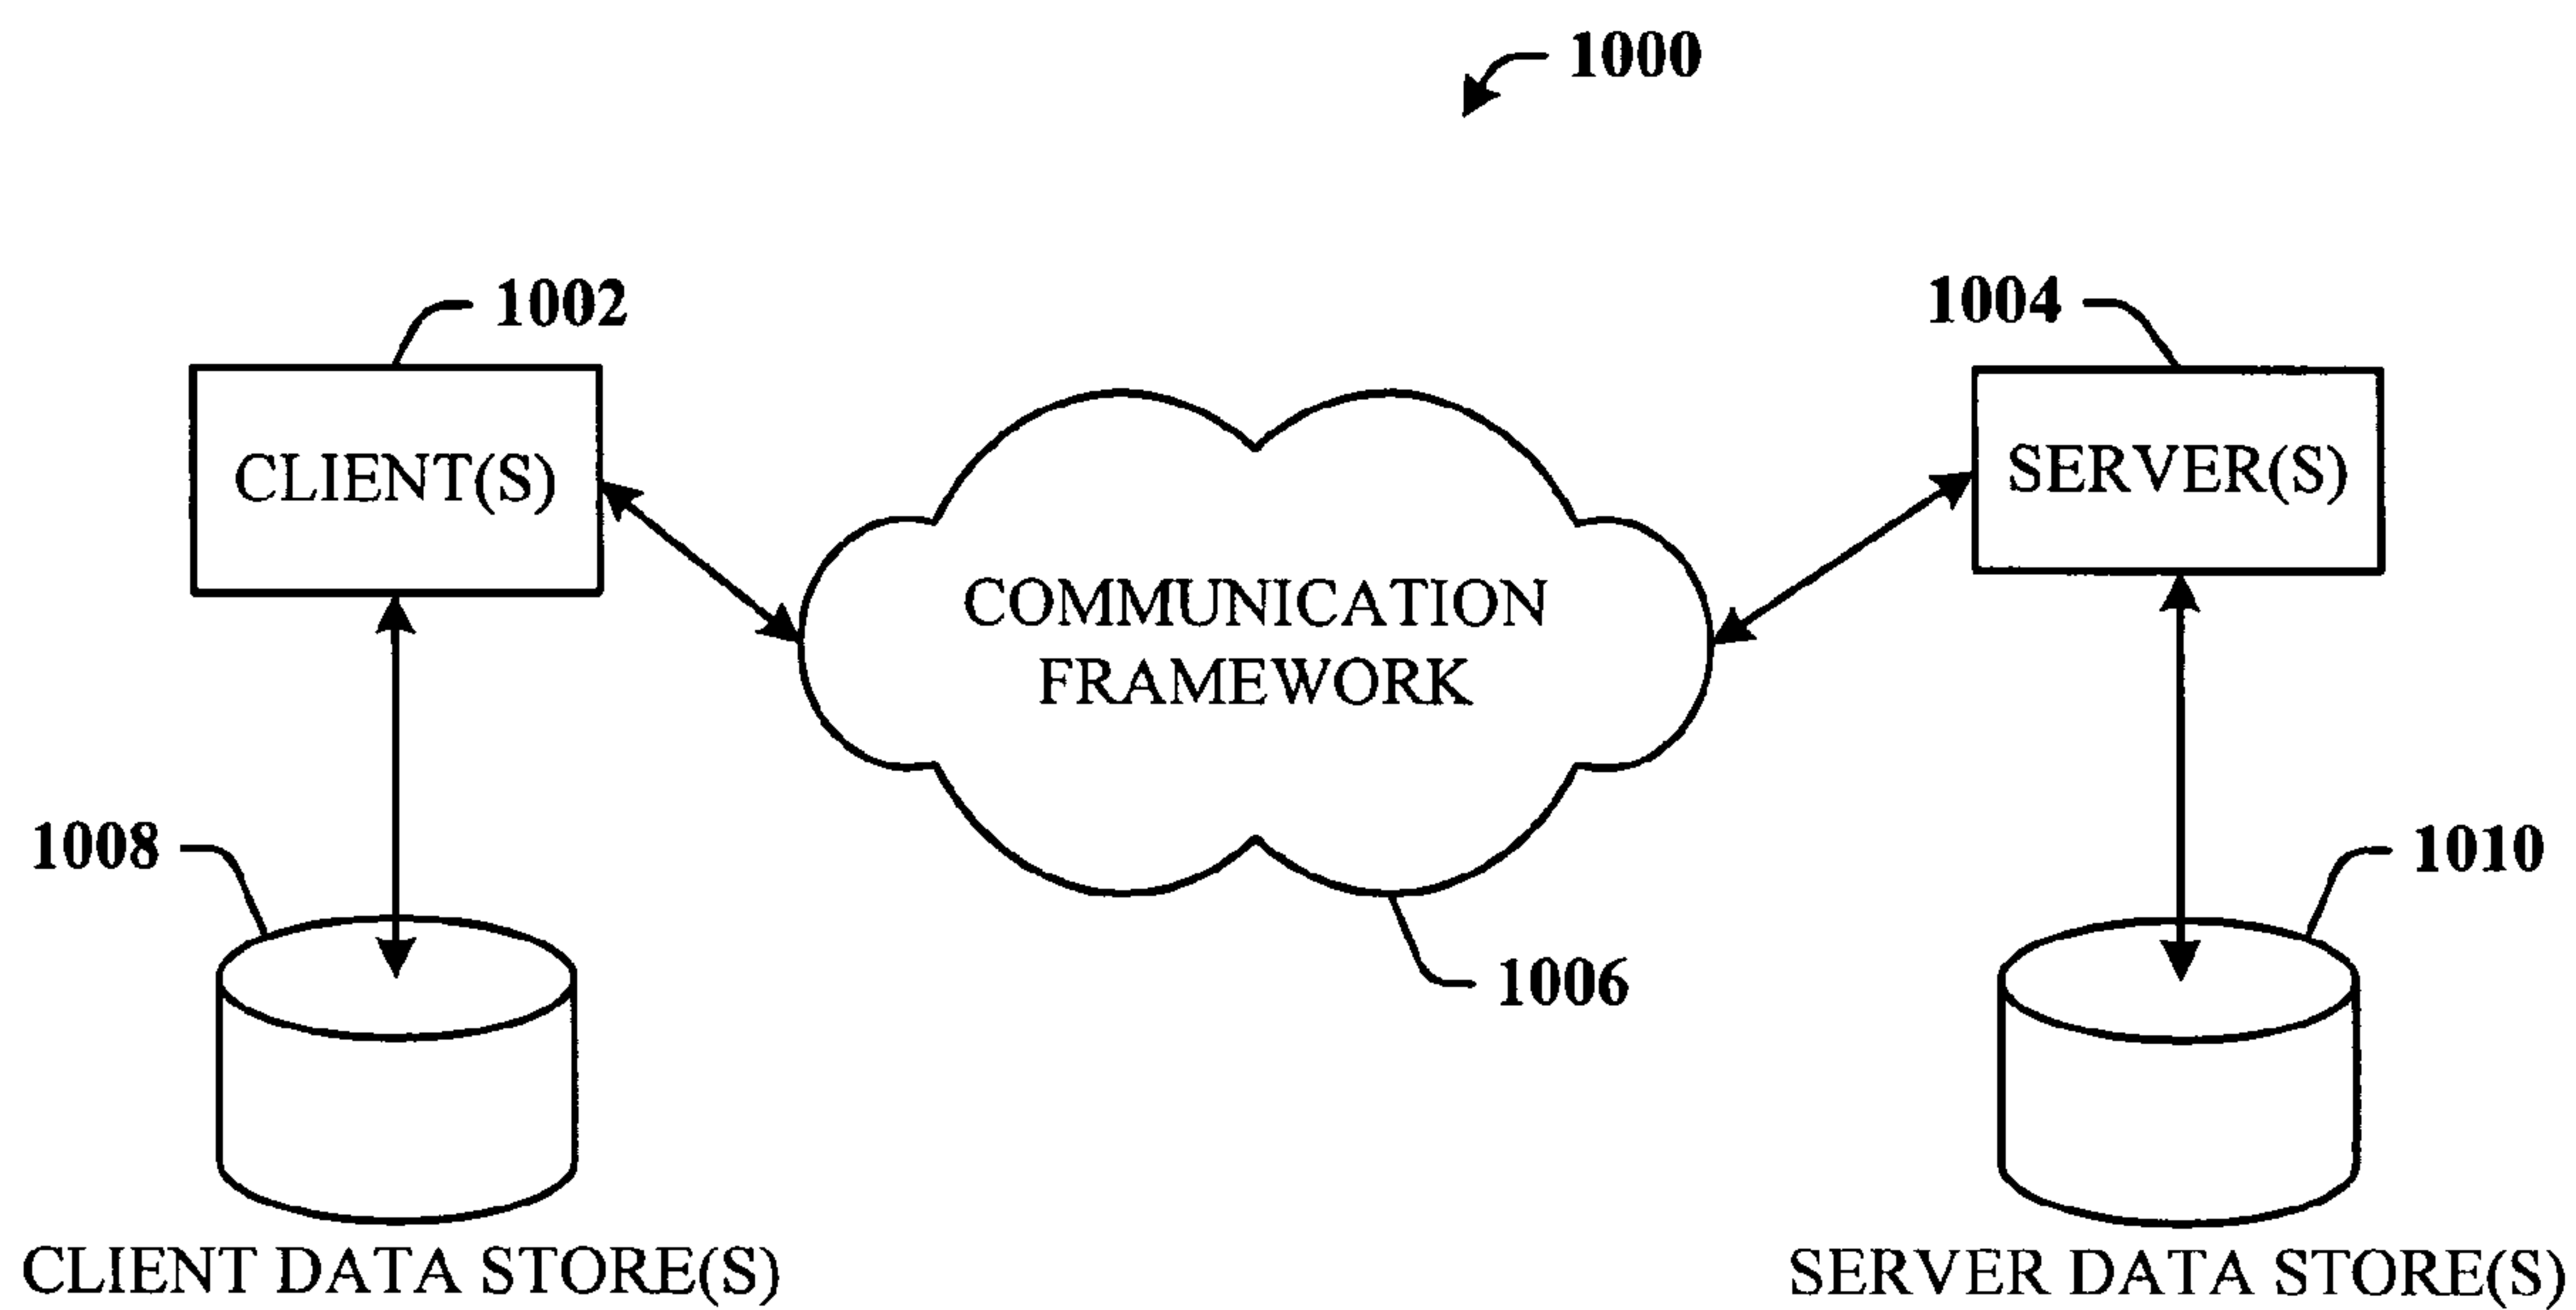 1000
1002
1004
CLIENT(S)
SERVER(S)
COMMUNICATION
FRAMEWORK
1008
1010
1006
CLIENT DATA STORE(S)
SERVER DATA STORE(S)